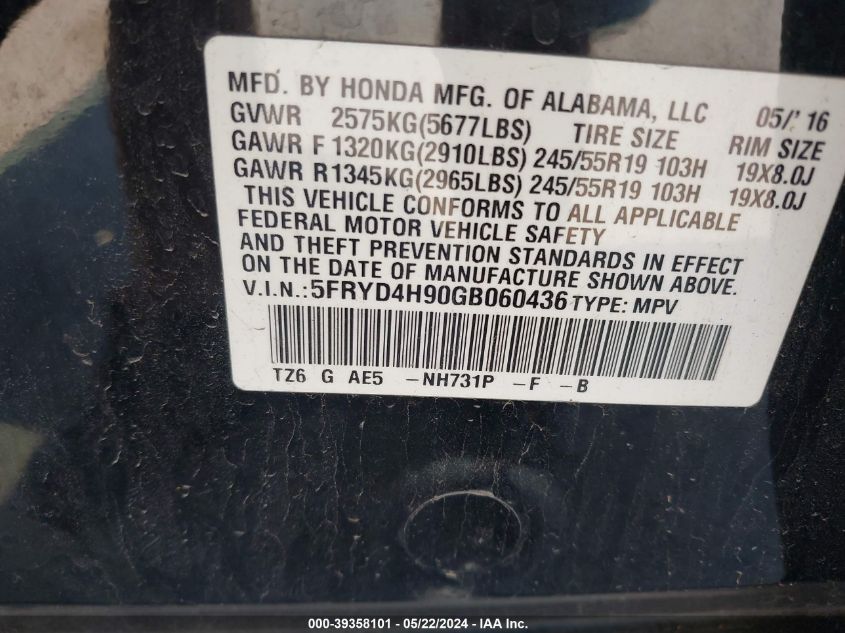 MFD. BY HONDA MFG. OF ALABAMA, LLC 05/'16
GVWR 2575KG(5677LBS) TIRE SIZE RIM SIZE
GAWR F 1320KG(2910LBS) 245/55R19 103H 19X8.0J
GAWR R1345KG(2965LBS) 245/55R19 103H 19X8.0J
THIS VEHICLE CONFORMS TO ALL APPLICABLE
FEDERAL MOTOR VEHICLE SAFETY
AND THEFT PREVENTION STANDARDS IN EFFECT
ON THE DATE OF MANUFACTURE SHOWN ABOVE.
V.I.N.:5FRYD4H90GB060436 TYPE: MPV
TZ6 G AE5 -NH731P -F -B
000-39358101 - 05/22/2024 - IAA Inc.